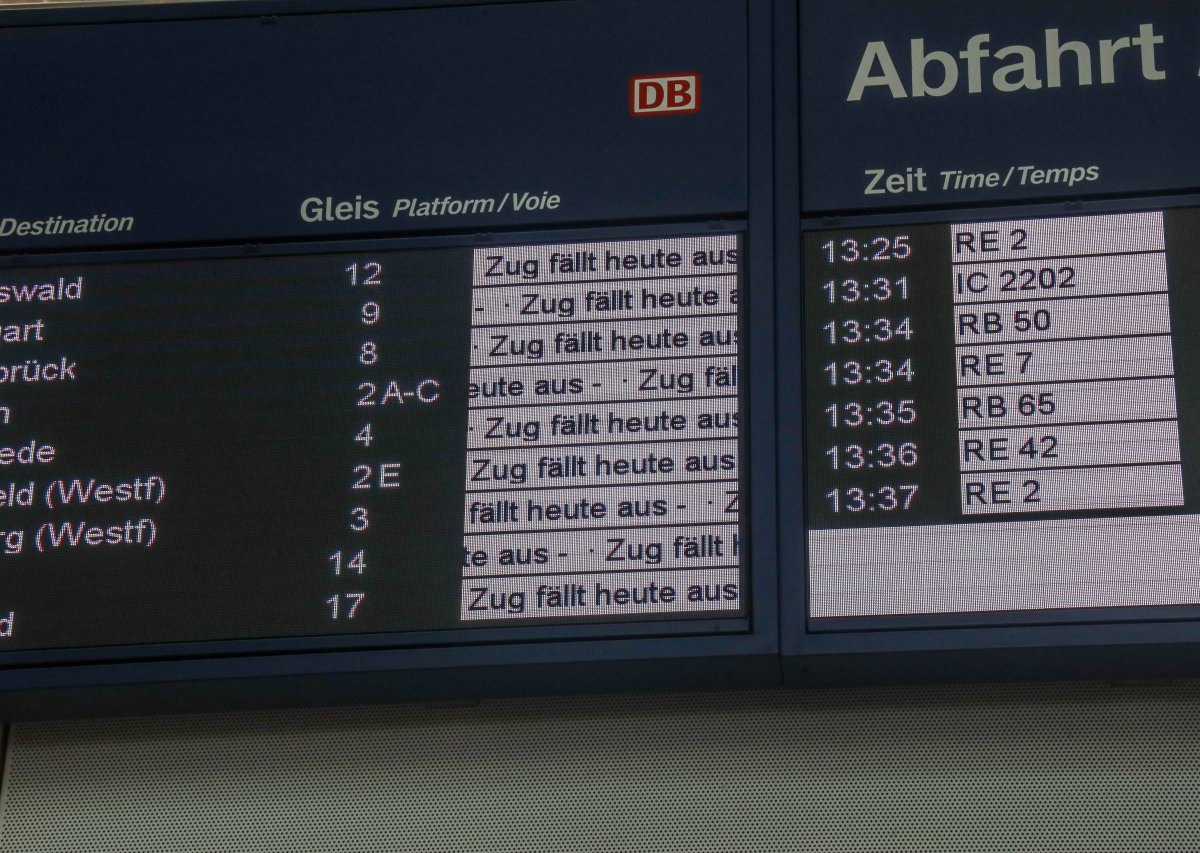 DB
Destination
Gleis Platform/Voie
swald 12 Zug fällt heute aus
art 9 - · Zug fällt heute
brück 8 · Zug fällt heute aus
n 2 A-C eute aus - · Zug fäl
ede 4 · Zug fällt heute aus
eld (Westf) 2 E Zug fällt heute aus
rg (Westf) 3 fällt heute aus - · Z
14 te aus - · Zug fällt
d 17 Zug fällt heute aus
Abfahrt
Zeit Time/Temps
13:25 RE 2
13:31 IC 2202
13:34 RB 50
13:34 RE 7
13:35 RB 65
13:36 RE 42
13:37 RE 2